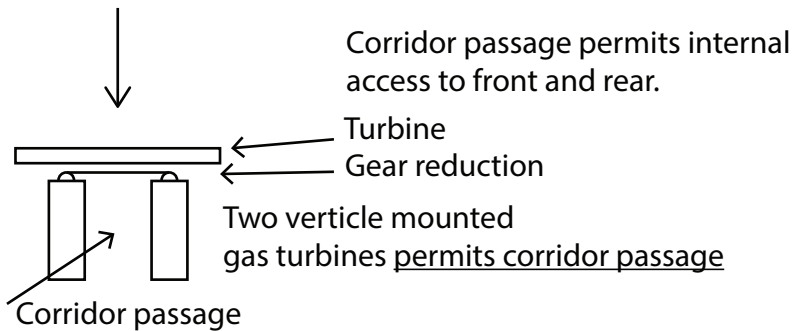 Corridor passage permits internal
access to front and rear.
Turbine
Gear reduction
Two verticle mounted
gas turbines permits corridor passage
Corridor passage